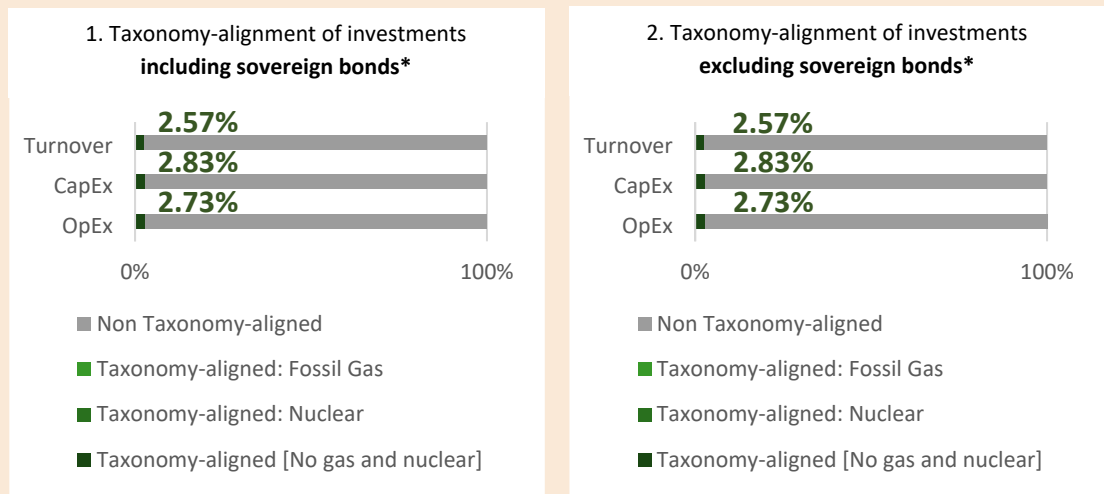 1. Taxonomy-alignment of investments
including sovereign bonds*
2.57%
Turnover
2.83%
CapEx
2.73%
OpEx
0% 100%
Non Taxonomy-aligned
Taxonomy-aligned: Fossil Gas
Taxonomy-aligned: Nuclear
Taxonomy-aligned [No gas and nuclear]
2. Taxonomy-alignment of investments
excluding sovereign bonds*
2.57%
Turnover
2.83%
CapEx
2.73%
OpEx
0% 100%
Non Taxonomy-aligned
Taxonomy-aligned: Fossil Gas
Taxonomy-aligned: Nuclear
Taxonomy-aligned [No gas and nuclear]